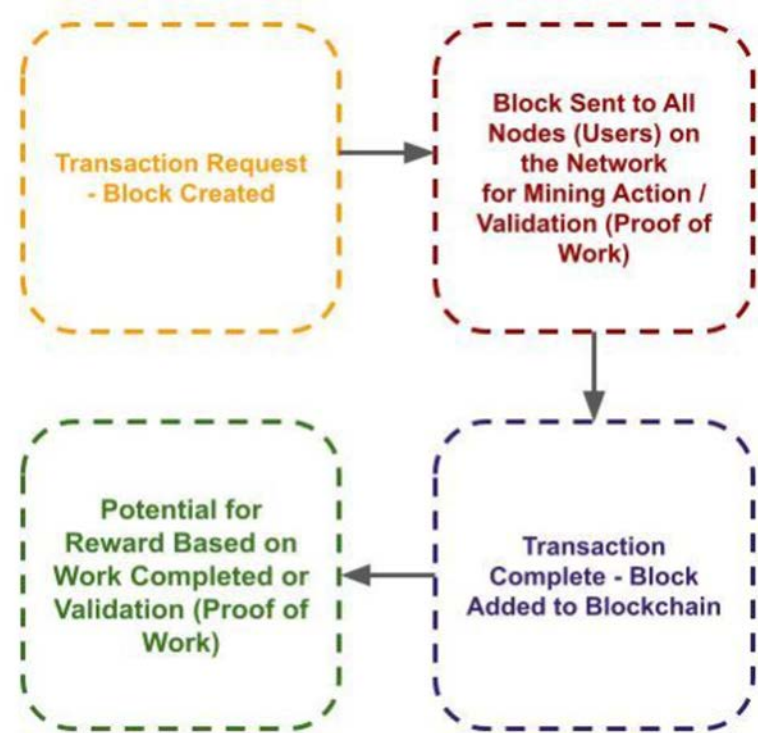 Transaction Request
- Block Created
Block Sent to All
Nodes (Users) on
the Network
for Mining Action /
Validation (Proof of
Work)
Transaction
Complete - Block
Added to Blockchain
Potential for
Reward Based on
Work Completed or
Validation (Proof of
Work)